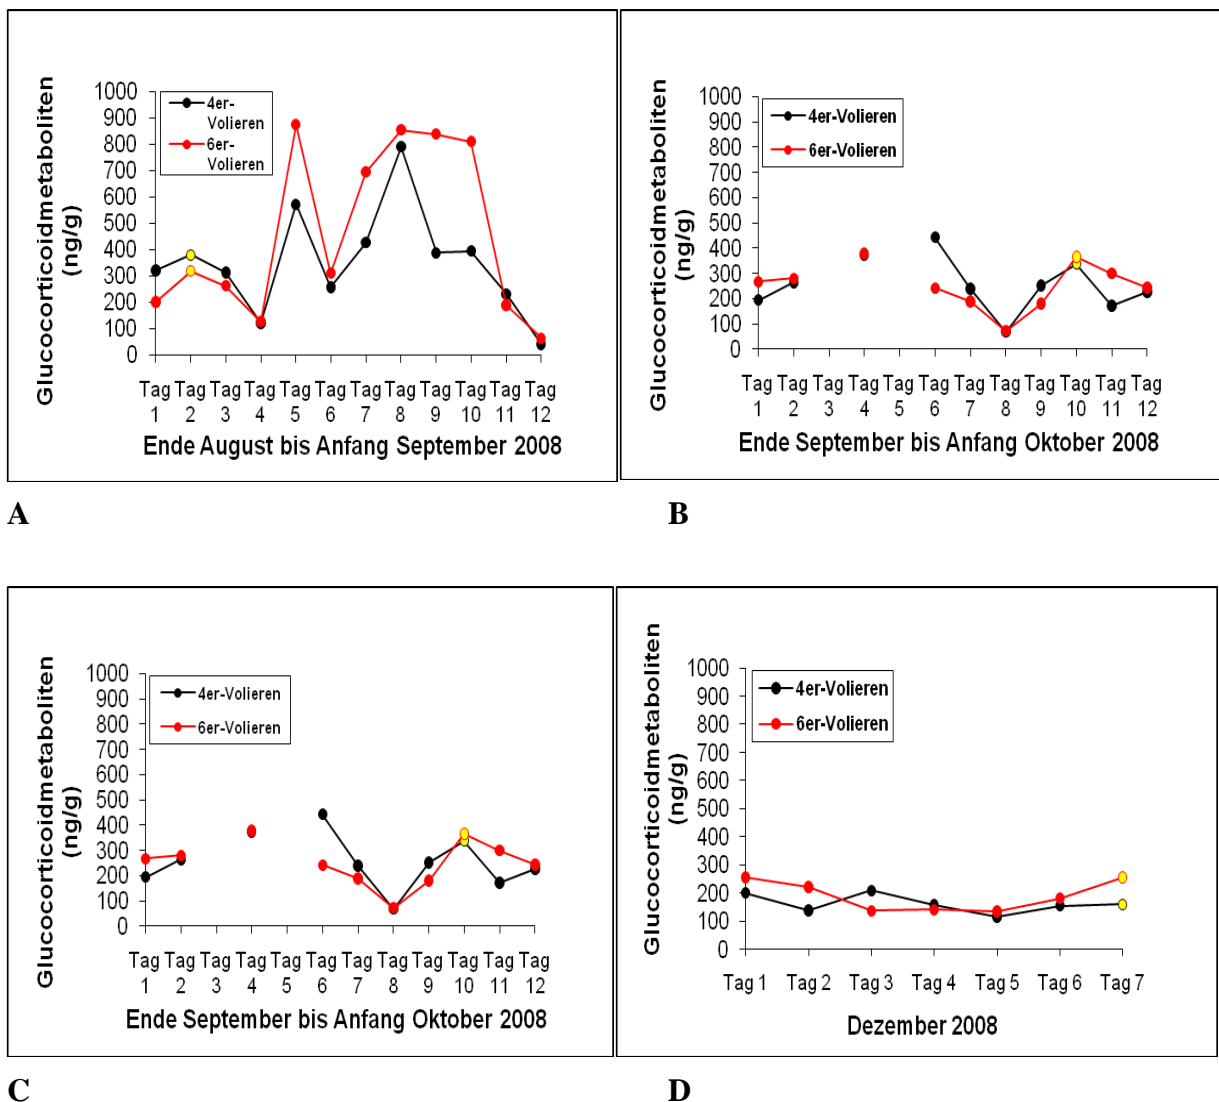 Glucocorticoidmetaboliten
(ng/g)
1000
900
800
700
600
500
400
300
200
100
0
4er-
Volieren
6er-
Volieren
Tag Tag Tag Tag Tag Tag Tag Tag Tag Tag Tag Tag
1 2 3 4 5 6 7 8 9 10 11 12
Ende August bis Anfang September 2008
A
Glucocorticoidmetaboliten
(ng/g)
1000
900
800
700
600
500
400
300
200
100
0
4er-Volieren
6er-Volieren
Tag Tag Tag Tag Tag Tag Tag Tag Tag Tag Tag Tag
1 2 3 4 5 6 7 8 9 10 11 12
Ende September bis Anfang Oktober 2008
B
Glucocorticoidmetaboliten
(ng/g)
1000
900
800
700
600
500
400
300
200
100
0
4er-Volieren
6er-Volieren
Tag Tag Tag Tag Tag Tag Tag Tag Tag Tag Tag Tag
1 2 3 4 5 6 7 8 9 10 11 12
Ende September bis Anfang Oktober 2008
C
Glucocorticoidmetaboliten
(ng/g)
1000
900
800
700
600
500
400
300
200
100
0
4er-Volieren
6er-Volieren
Tag 1 Tag 2 Tag 3 Tag 4 Tag 5 Tag 6 Tag 7
Dezember 2008
D